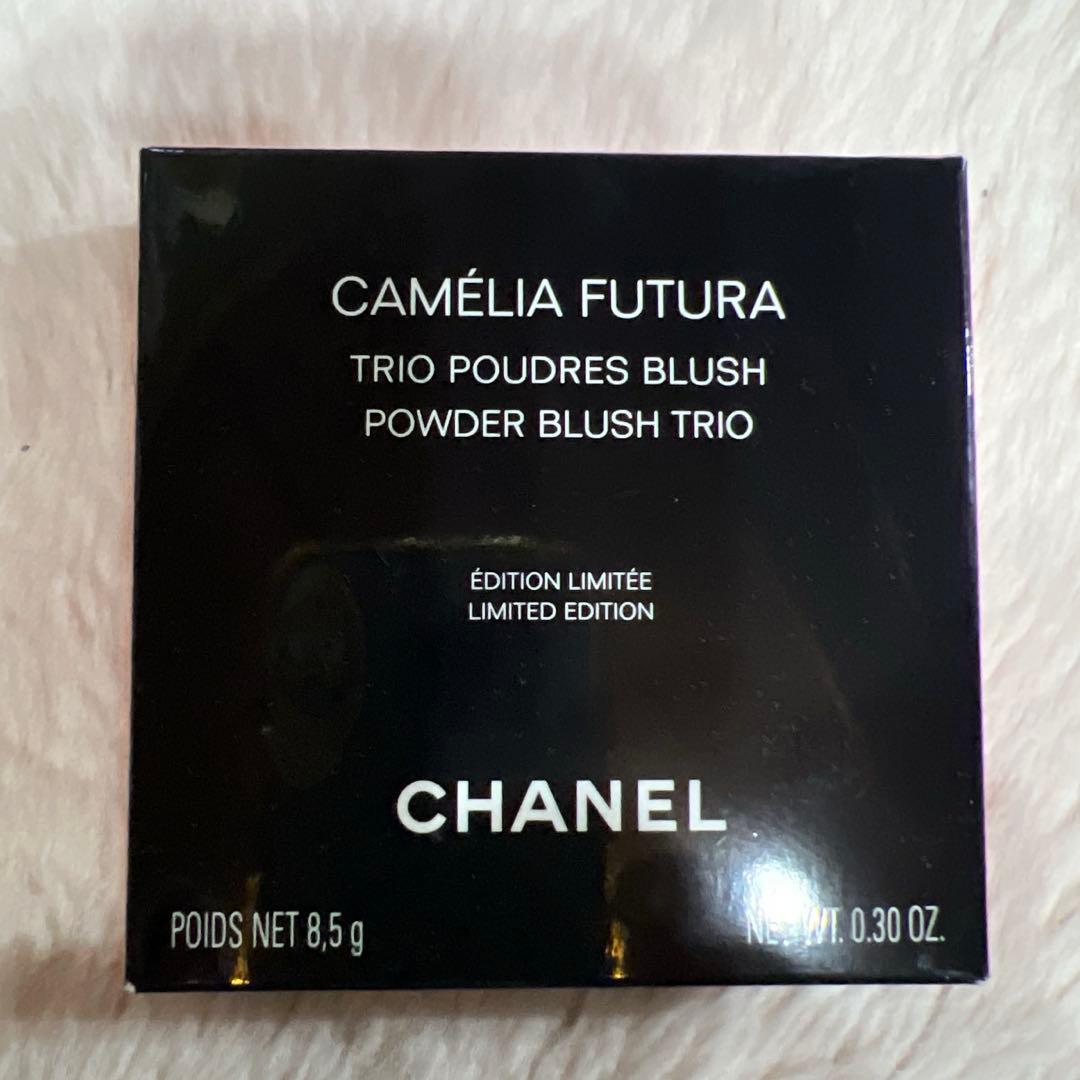 CAMÉLIA FUTURA
TRIO POUDRES BLUSH
POWDER BLUSH TRIO
ÉDITION LIMITÉE
LIMITED EDITION
CHANEL
POIDS NET 8,5 g
NET WT. 0.30 OZ.